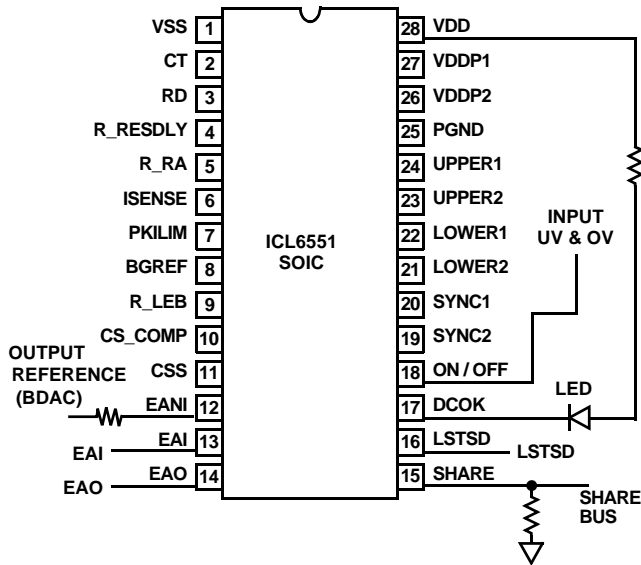 VSS 1
CT 2
RD 3
R_RESDLY 4
R_RA 5
ISENSE 6
PKILIM 7
BGREF 8
R_LEB 9
CS_COMP 10
CSS 11
EANI 12
EAI 13
EAO 14
OUTPUT
REFERENCE
(BDAC)
EAI
EAO
ICL6551
SOIC
28 VDD
27 VDDP1
26 VDDP2
25 PGND
24 UPPER1
23 UPPER2
22 LOWER1
21 LOWER2
20 SYNC1
19 SYNC2
18 ON / OFF
17 DCOK
16 LSTSD
15 SHARE
INPUT
UV & OV
LED
LSTSD
SHARE
BUS